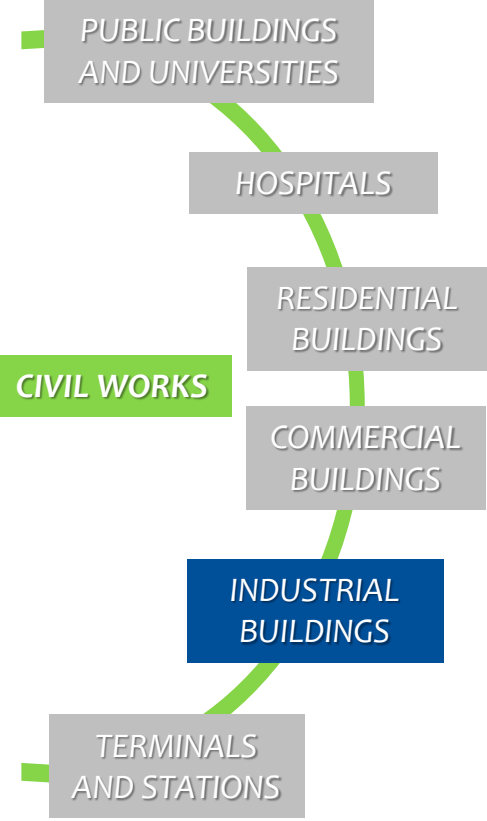 PUBLIC BUILDINGS
AND UNIVERSITIES
HOSPITALS
RESIDENTIAL
BUILDINGS
CIVIL WORKS
COMMERCIAL
BUILDINGS
INDUSTRIAL
BUILDINGS
TERMINALS
AND STATIONS